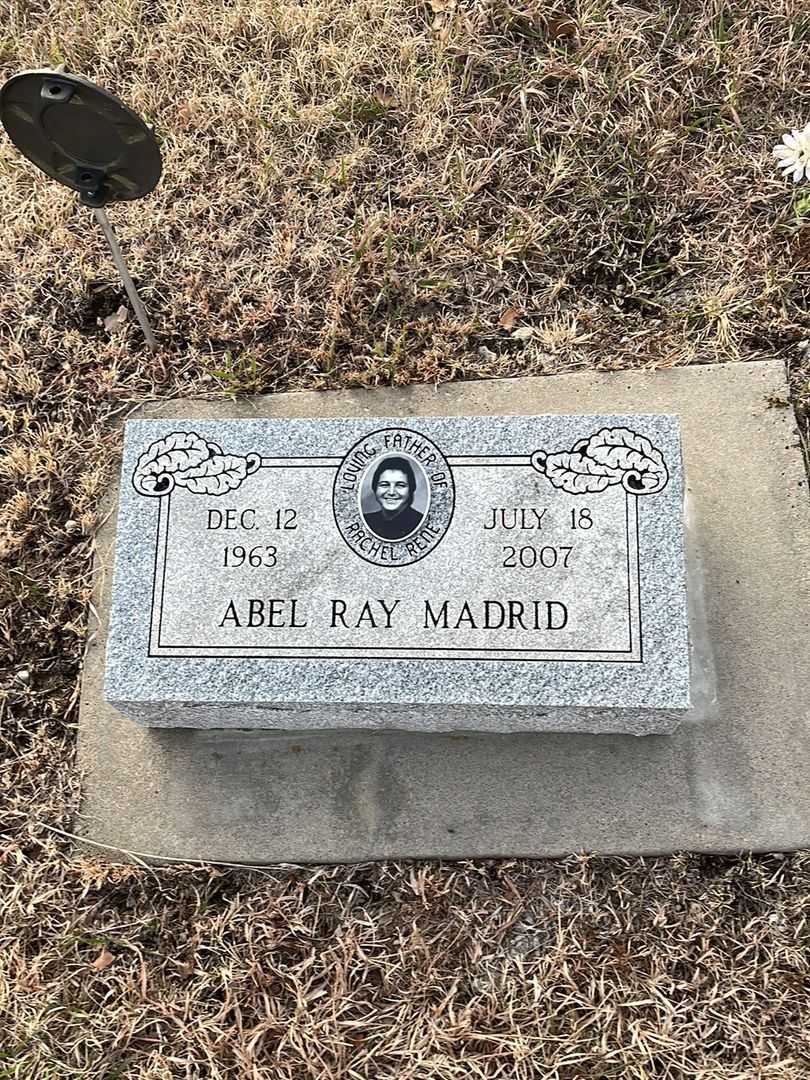 LOVING FATHER OF
RACHEL RENE
DEC. 12
1963
JULY 18
2007
ABEL RAY MADRID